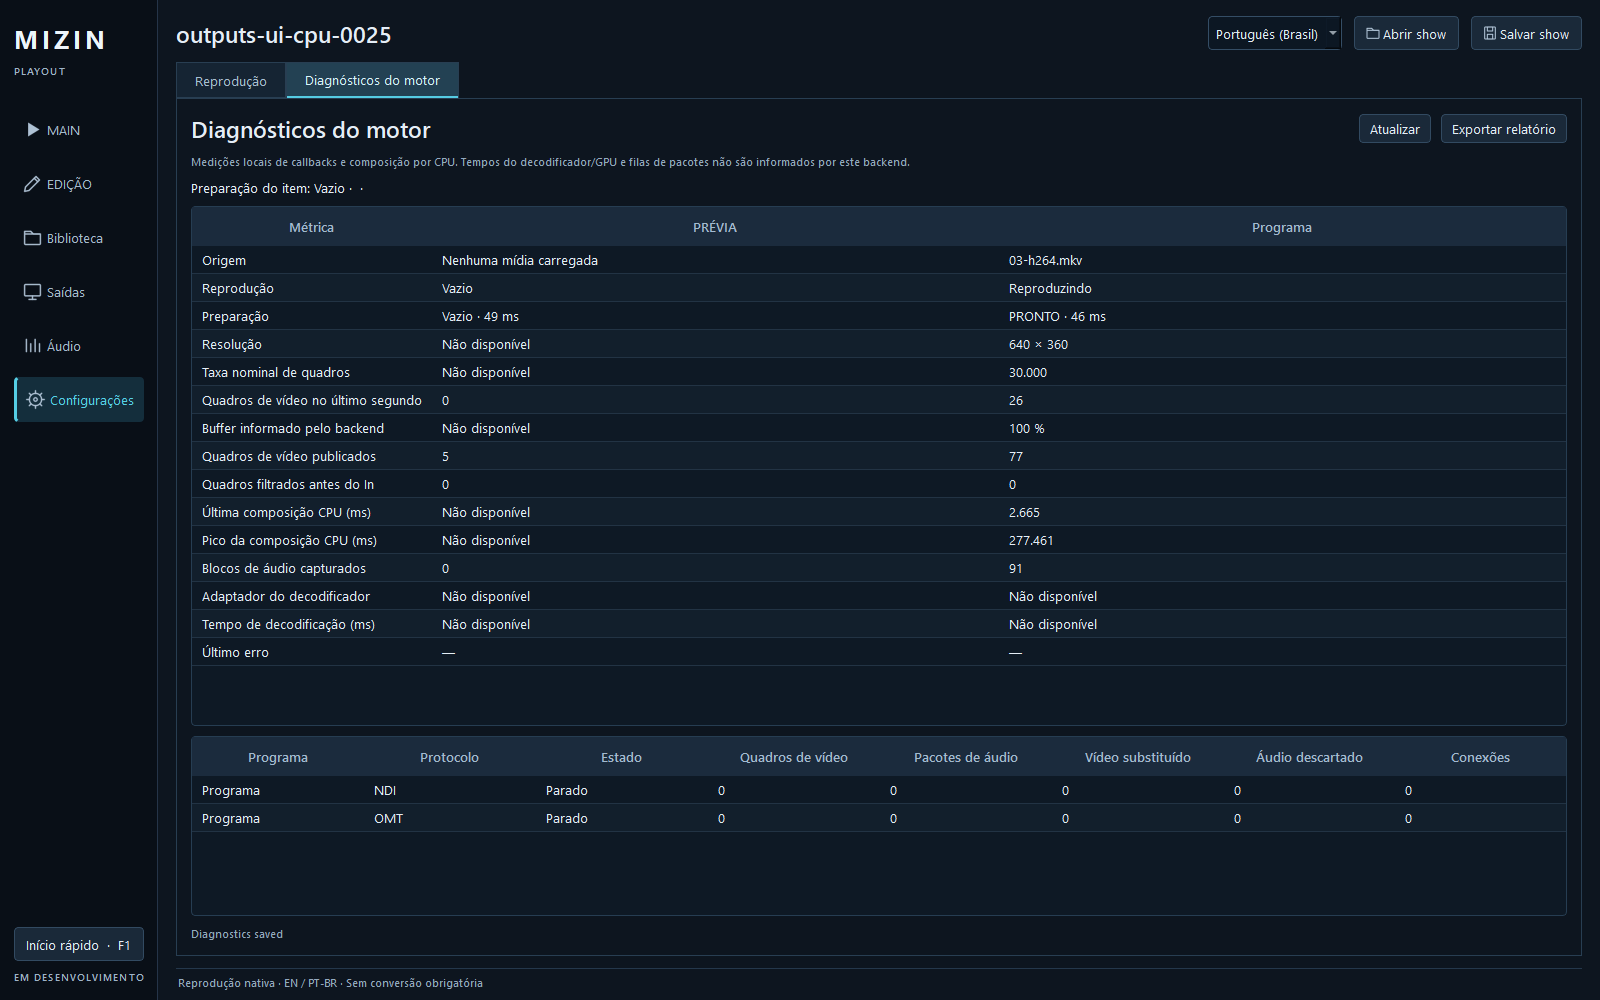 MIZIN
PLAYOUT
MAIN
EDIÇÃO
Biblioteca
Saídas
Áudio
Configurações
Início rápido · F1
EM DESENVOLVIMENTO
outputs-ui-cpu-0025
Português (Brasil)
Abrir show
Salvar show
Reprodução
Diagnósticos do motor
Diagnósticos do motor
Atualizar
Exportar relatório
Medições locais de callbacks e composição por CPU. Tempos do decodificador/GPU e filas de pacotes não são informados por este backend.
Preparação do item: Vazio · ·
Métrica PRÉVIA Programa
Origem Nenhuma mídia carregada 03-h264.mkv
Reprodução Vazio Reproduzindo
Preparação Vazio · 49 ms PRONTO · 46 ms
Resolução Não disponível 640 × 360
Taxa nominal de quadros Não disponível 30.000
Quadros de vídeo no último segundo 0 26
Buffer informado pelo backend Não disponível 100 %
Quadros de vídeo publicados 5 77
Quadros filtrados antes do In 0 0
Última composição CPU (ms) Não disponível 2.665
Pico da composição CPU (ms) Não disponível 277.461
Blocos de áudio capturados 0 91
Adaptador do decodificador Não disponível Não disponível
Tempo de decodificação (ms) Não disponível Não disponível
Último erro — —
Programa Protocolo Estado Quadros de vídeo Pacotes de áudio Vídeo substituído Áudio descartado Conexões
Programa NDI Parado 0 0 0 0 0
Programa OMT Parado 0 0 0 0 0
Diagnostics saved
Reprodução nativa · EN / PT-BR · Sem conversão obrigatória